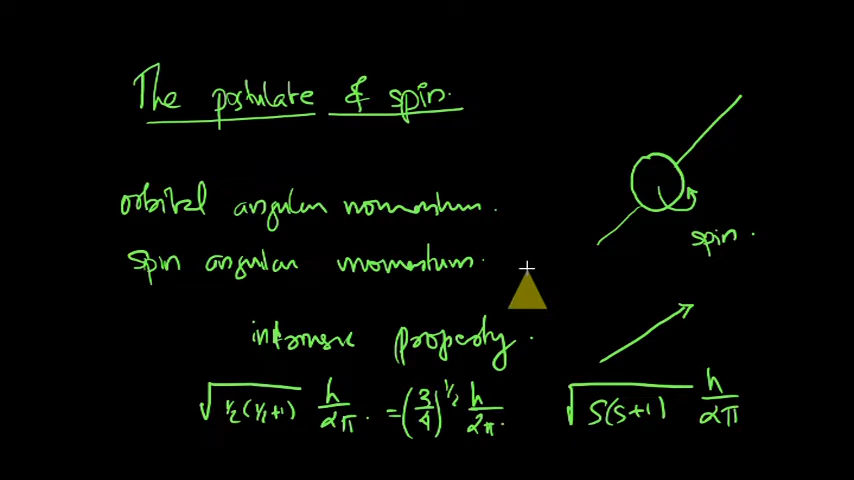 The postulate & spin.
orbital angular momentum.
spin angular momentum.
spin.
intrinsic property.
√1/2(1/2+1) h/2π. = (3/4)^1/2 h/2π.
√S(S+1) h/2π